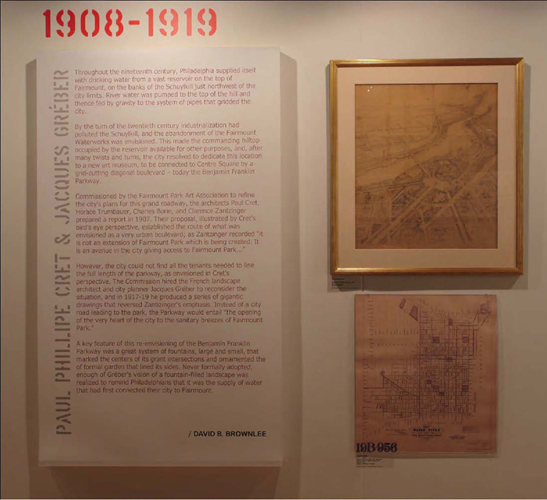 1908-1919
PAUL PHILLIPE CRET & JACQUES GRÉBER
Throughout the nineteenth century, Philadelphia supplied itself
with drinking water from a vast reservoir on the top of
Fairmount, on the banks of the Schuylkill just northwest of the
city limits. River water was pumped to the top of the hill and
thence fed by gravity to the system of pipes that gridded the
city.
By the turn of the twentieth century industrialization had
polluted the Schuylkill, and the abandonment of the Fairmount
Waterworks was envisioned. This made the commanding hilltop
occupied by the reservoir available for other purposes, and, after
many twists and turns, the city resolved to dedicate this location
to a new art museum, to be connected to Centre Square by a
grid-cutting diagonal boulevard – today the Benjamin Franklin
Parkway.
Commissioned by the Fairmount Park Art Association to refine
the city's plans for this grand roadway, the architects Paul Cret,
Horace Trumbauer, Charles Borie, and Clarence Zantzinger
prepared a report in 1907. Their proposal, illustrated by Cret's
bird's eye perspective, established the route of what was
envisioned as a very urban boulevard; as Zantzinger recorded "it
is not an extension of Fairmount Park which is being created. It
is an avenue in the city giving access to Fairmount Park..."
However, the city could not find all the tenants needed to line
the full length of the parkway, as envisioned in Cret's
perspective. The Commission hired the French landscape
architect and city planner Jacques Gréber to reconsider the
situation, and in 1917-19 he produced a series of gigantic
drawings that reversed Zantzinger's emphasis. Instead of a city
road leading to the park, the Parkway would entail "the opening
of the very heart of the city to the sanitary breezes of Fairmount
Park."
A key feature of this re-envisioning of the Benjamin Franklin
Parkway was a great system of fountains, large and small, that
marked the centers of its giant intersections and ornamented the
of formal garden that lined its sides. Never formally adopted,
enough of Gréber's vision of a fountain-filled landscape was
realized to remind Philadelphians that it was the supply of water
that had first connected their city to Fairmount.
/ DAVID B. BROWNLEE